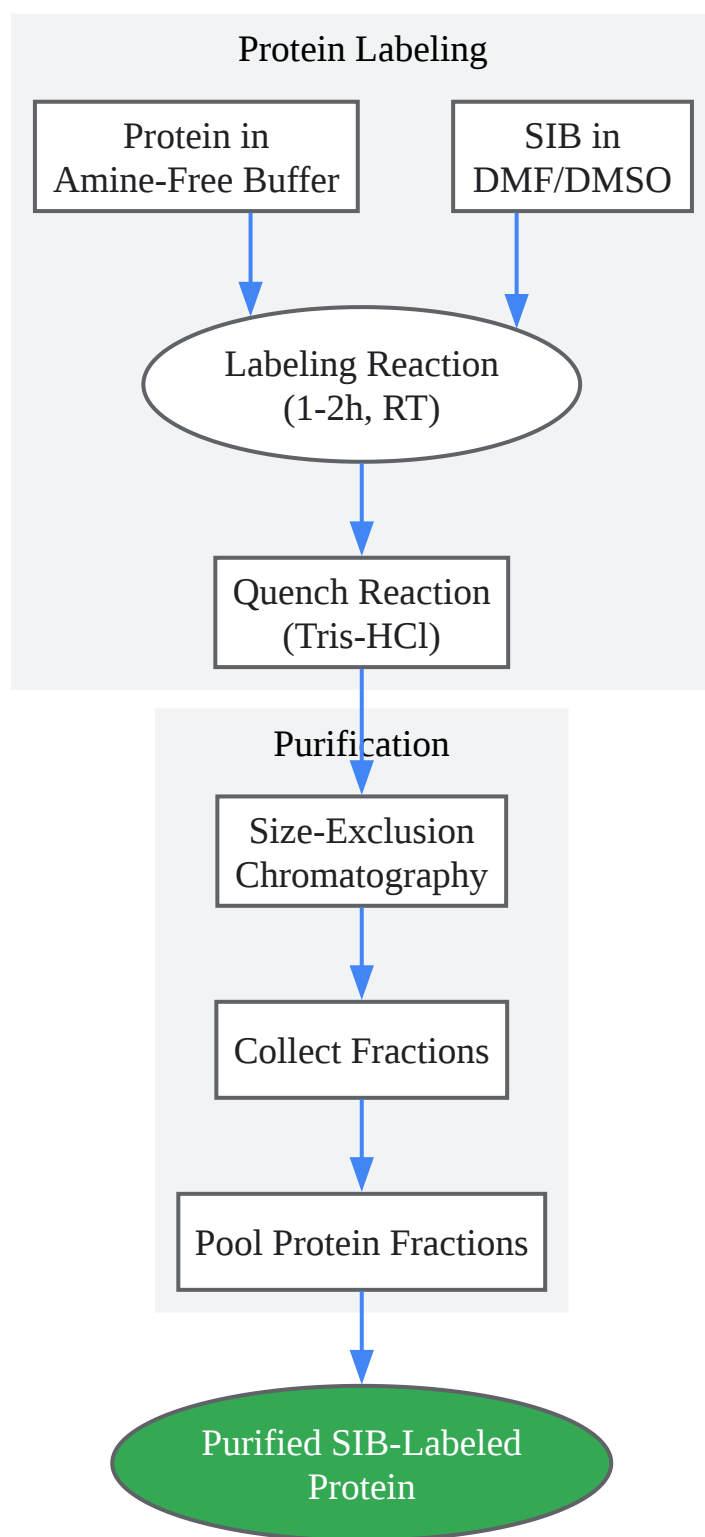 Protein Labeling
Protein in
Amine-Free Buffer
SIB in
DMF/DMSO
Labeling Reaction
(1-2h, RT)
Quench Reaction
(Tris-HCl)
Purification
Size-Exclusion
Chromatography
Collect Fractions
Pool Protein Fractions
Purified SIB-Labeled
Protein